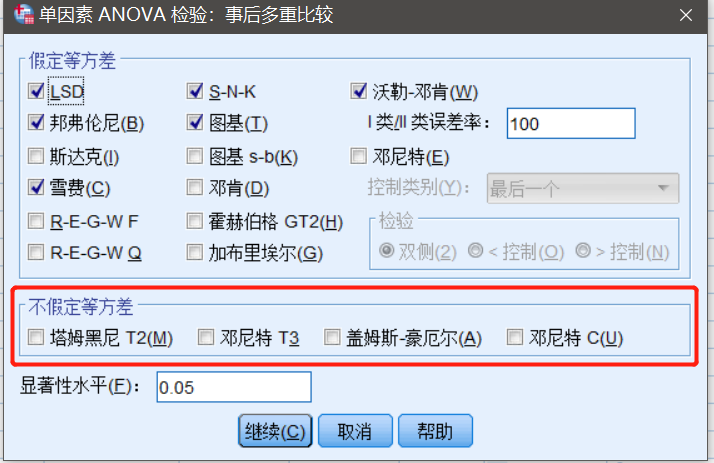 单因素 ANOVA 检验：事后多重比较
假定等方差
LSD S-N-K 沃勒-邓肯(W)
邦弗伦尼(B) 图基(T) I 类/II 类误差率： 100
斯达克(I) 图基 s-b(K) 邓尼特(E)
雪费(C) 邓肯(D) 控制类别(Y)： 最后一个
R-E-G-W F 霍赫伯格 GT2(H) 检验
R-E-G-W Q 加布里埃尔(G) 双侧(2) < 控制(O) > 控制(N)
不假定等方差
塔姆黑尼 T2(M) 邓尼特 T3 盖姆斯-豪厄尔(A) 邓尼特 C(U)
显著性水平(F)： 0.05
继续(C) 取消 帮助